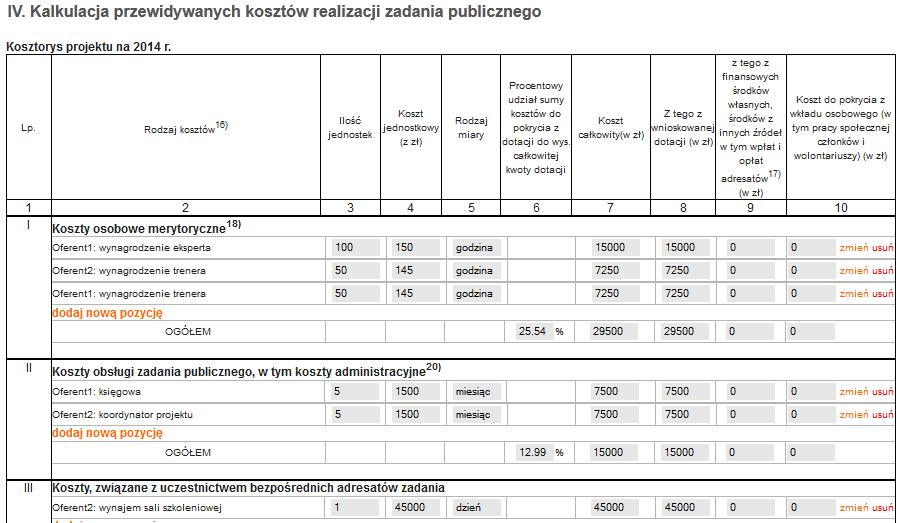 IV. Kalkulacja przewidywanych kosztów realizacji zadania publicznego
Kosztorys projektu na 2014 r.
Lp.
Rodzaj kosztów16)
Ilość
jednostek
Koszt
jednostkowy
(z zł)
Rodzaj
miary
Procentowy
udział sumy
kosztów do
pokrycia z
dotacji do wys.
całkowitej
kwoty dotacji
Koszt
całkowity(w zł)
Z tego z
wnioskowanej
dotacji (w zł)
z tego z
finansowych
środków
własnych,
środków z
innych źródeł
w tym wpłat i
opłat
adresatów17)
(w zł)
Koszt do pokrycia z
wkładu osobowego (w
tym pracy społecznej
członków i
wolontariuszy) (w zł)
1 2 3 4 5 6 7 8 9 10
I Koszty osobowe merytoryczne18)
Oferent1: wynagrodzenie eksperta 100 150 godzina 15000 15000 0 0 zmień usuń
Oferent2: wynagrodzenie trenera 50 145 godzina 7250 7250 0 0 zmień usuń
Oferent1: wynagrodzenie trenera 50 145 godzina 7250 7250 0 0 zmień usuń
dodaj nową pozycję
OGÓŁEM 25.54 % 29500 29500 0 0
II Koszty obsługi zadania publicznego, w tym koszty administracyjne20)
Oferent1: księgowa 5 1500 miesiąc 7500 7500 0 0 zmień usuń
Oferent2: koordynator projektu 5 1500 miesiąc 7500 7500 0 0 zmień usuń
dodaj nową pozycję
OGÓŁEM 12.99 % 15000 15000 0 0
III Koszty, związane z uczestnictwem bezpośrednich adresatów zadania
Oferent2: wynajem sali szkoleniowej 1 45000 dzień 45000 45000 0 0 zmień usuń